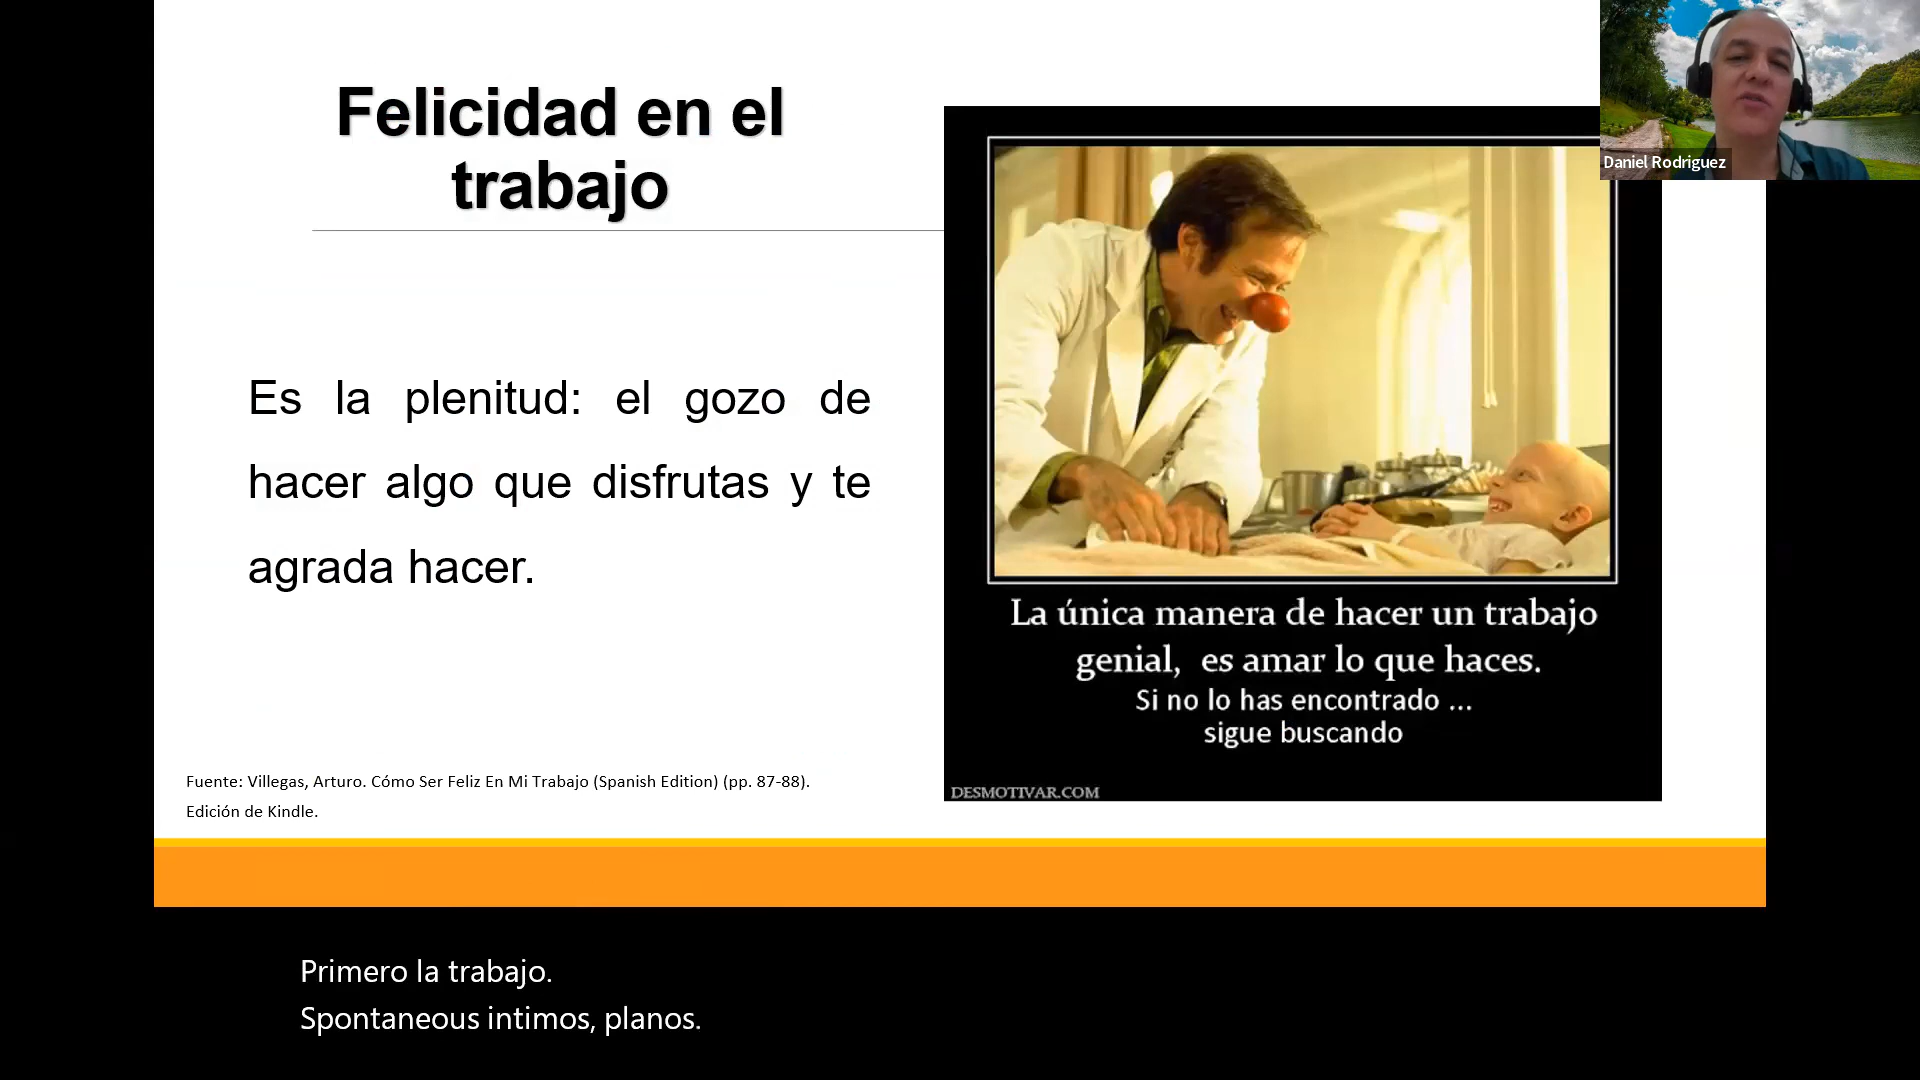 Felicidad en el
trabajo
Daniel Rodriguez
Es la plenitud: el gozo de
hacer algo que disfrutas y te
agrada hacer.
La única manera de hacer un trabajo
genial, es amar lo que haces.
Si no lo has encontrado ...
sigue buscando
DESMOTIVAR.COM
Fuente: Villegas, Arturo. Cómo Ser Feliz En Mi Trabajo (Spanish Edition) (pp. 87-88).
Edición de Kindle.
Primero la trabajo.
Spontaneous intimos, planos.